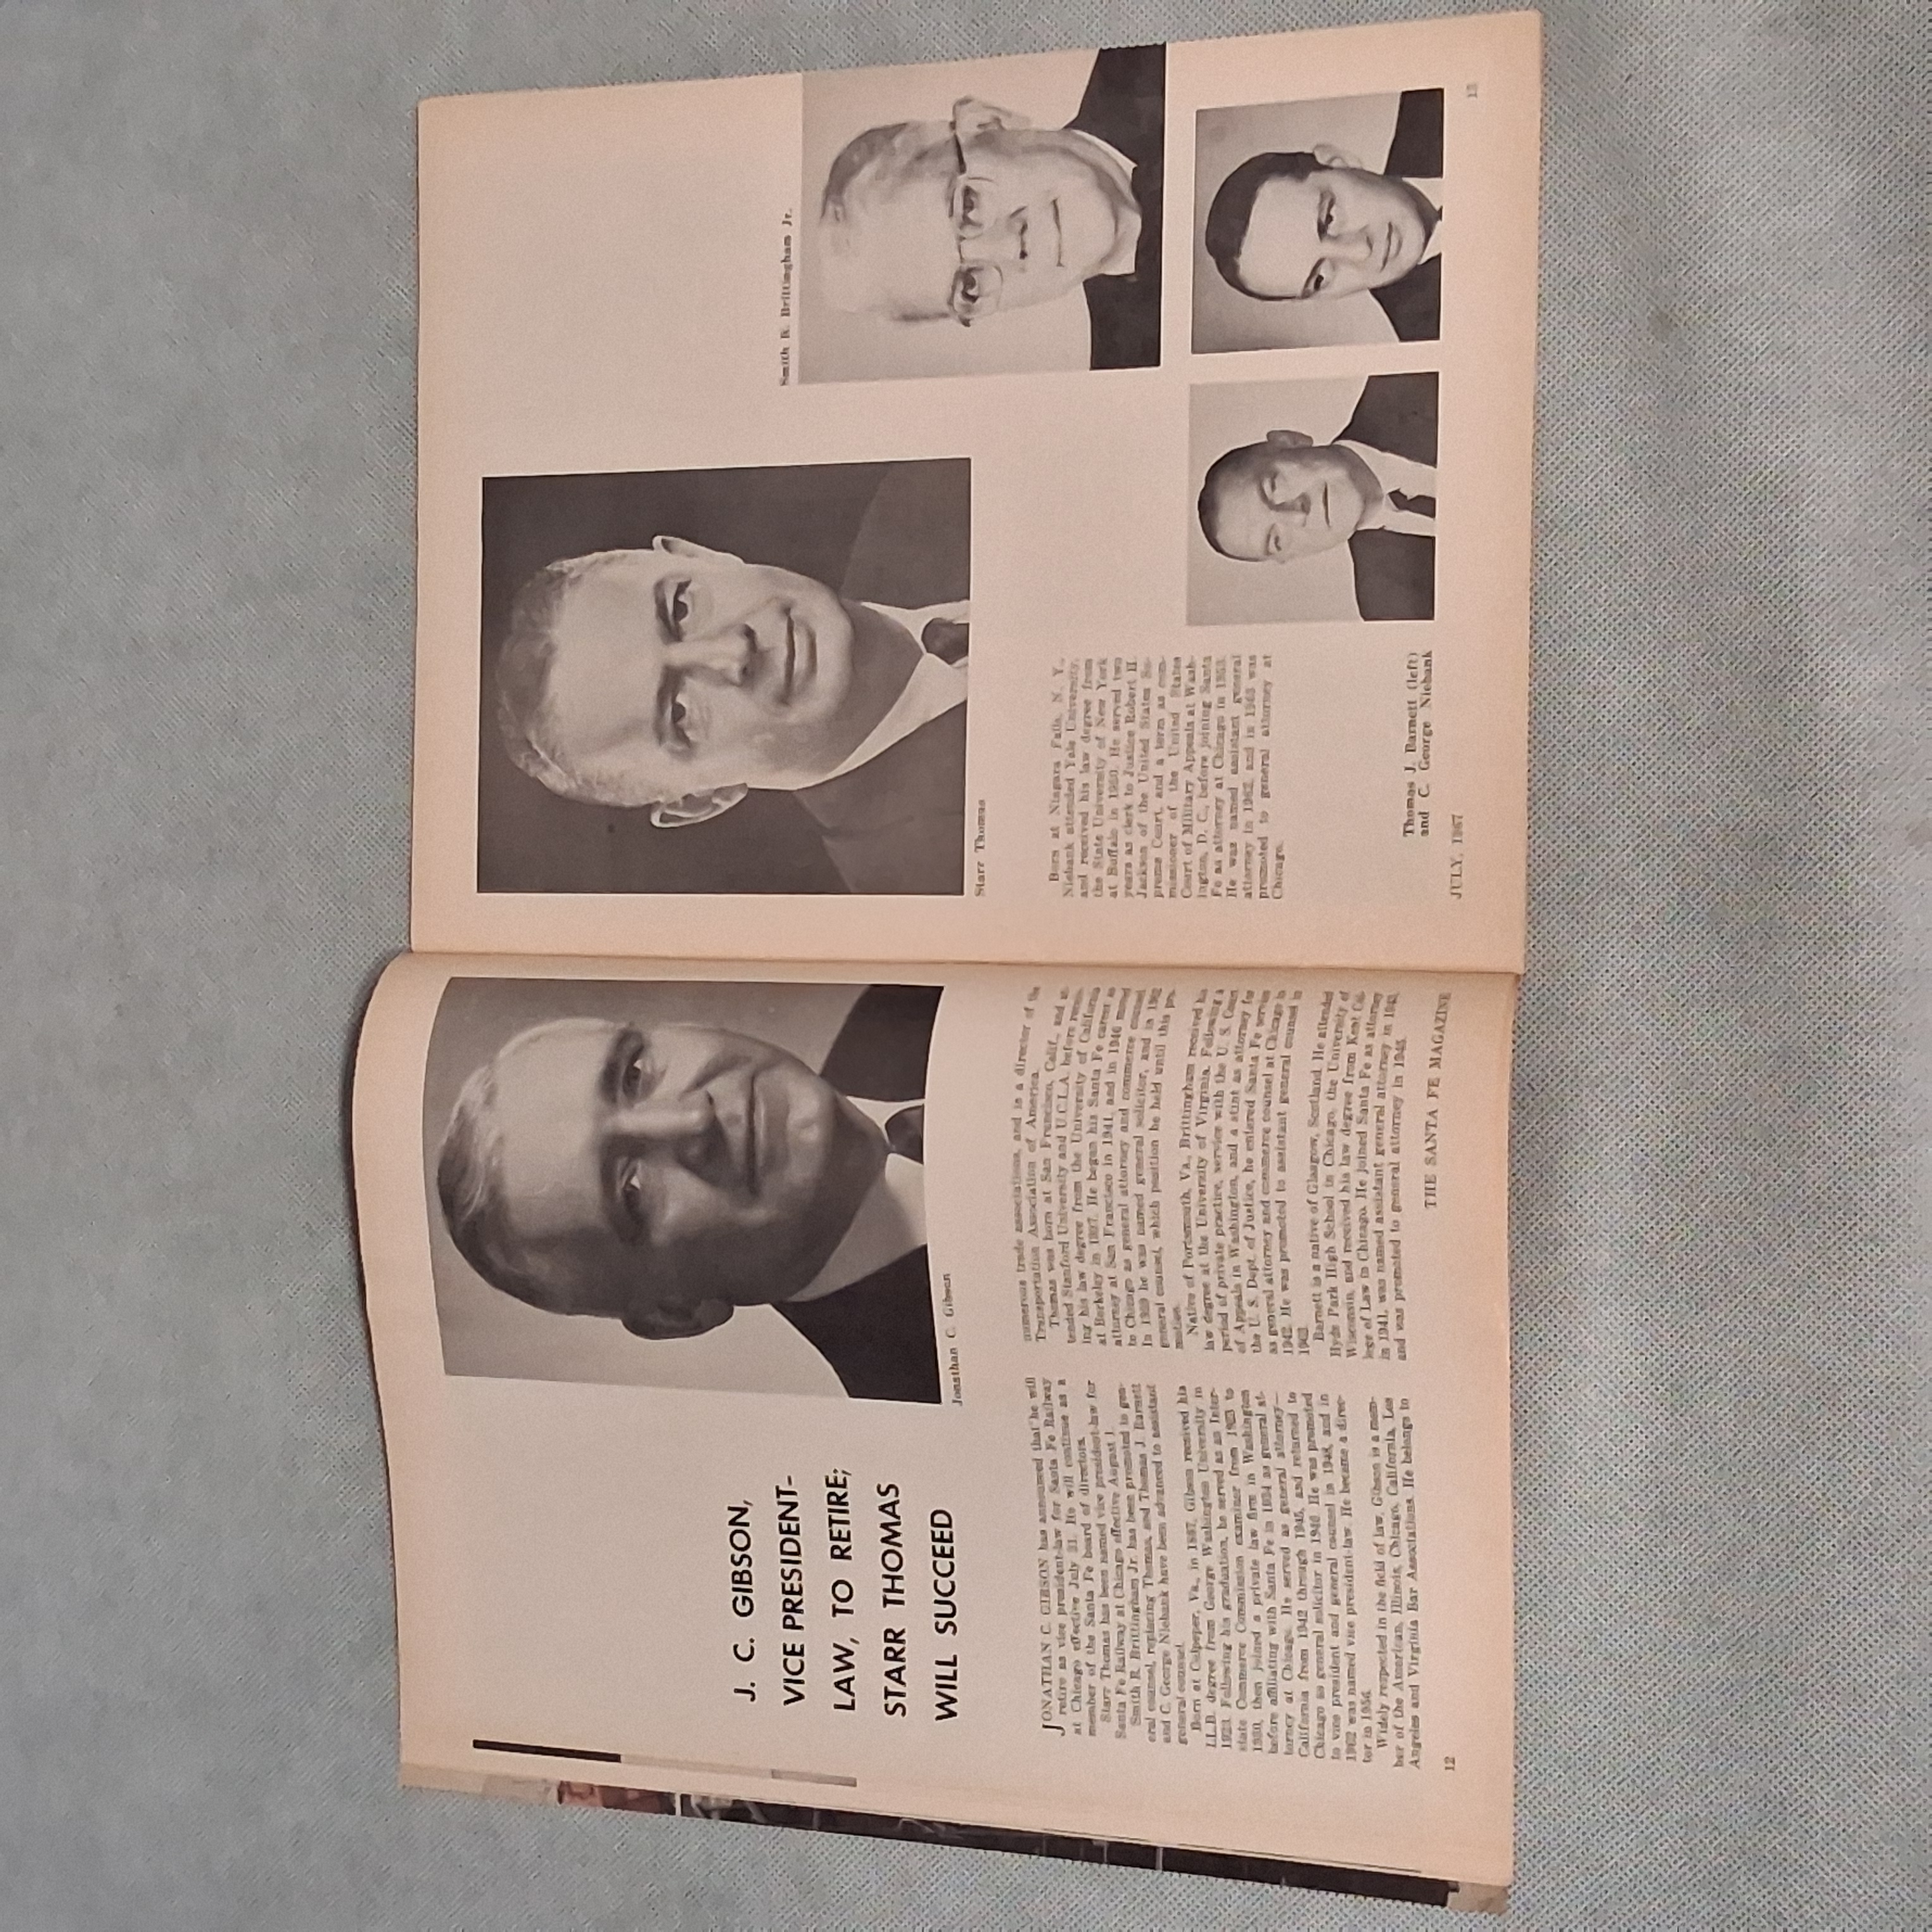 J. C. GIBSON,
VICE PRESIDENT-
LAW, TO RETIRE;
STARR THOMAS
WILL SUCCEED
Jonathan C. Gibson
JONATHAN C. GIBSON has announced that he will
retire as vice president-law for Santa Fe Railway
at Chicago effective July 31. He will continue as a
member of the Santa Fe board of directors.
Starr Thomas has been named vice president-law for
Santa Fe Railway at Chicago effective August 1.
Smith R. Brittingham Jr. has been promoted to gen-
eral counsel, replacing Thomas, and Thomas J. Barnett
and C. George Niebank have been advanced to assistant
general counsel.
Born at Culpeper, Va., in 1897, Gibson received his
LL.B. degree from George Washington University in
1923. Following his graduation, he served as an Inter-
state Commerce Commission examiner from 1923 to
1930, then joined a private law firm in Washington
before affiliating with Santa Fe in 1934 as general at-
torney at Chicago. He served as general attorney—
California from 1942 through 1945, and returned to
Chicago as general solicitor in 1946. He was promoted
to vice president and general counsel in 1948, and in
1962 was named vice president-law. He became a direc-
tor in 1956.
Widely respected in the field of law, Gibson is a mem-
ber of the American, Illinois, Chicago, California, Los
Angeles and Virginia Bar Associations. He belongs to
numerous trade associations, and is a director of the
Transportation Association of America.
Thomas was born at San Francisco, Calif., and at-
tended Stanford University and U.C.L.A. before receiv-
ing his law degree from the University of California
at Berkeley in 1937. He began his Santa Fe career as
attorney at San Francisco in 1941, and in 1946 moved
to Chicago as general attorney and commerce counsel.
In 1959 he was named general solicitor, and in 1962
general counsel, which position he held until this pro-
motion.
Native of Portsmouth, Va., Brittingham received his
law degree at the University of Virginia. Following a
period of private practice, service with the U. S. Court
of Appeals in Washington, and a stint as attorney for
the U. S. Dept. of Justice, he entered Santa Fe service
as general attorney and commerce counsel at Chicago in
1942. He was promoted to assistant general counsel in
1962.
Barnett is a native of Glasgow, Scotland. He attended
Hyde Park High School in Chicago, the University of
Wisconsin, and received his law degree from Kent Col-
lege of Law in Chicago. He joined Santa Fe as attorney
in 1941, was named assistant general attorney in 1943,
and was promoted to general attorney in 1948.
12
THE SANTA FE MAGAZINE
Starr Thomas
Smith R. Brittingham Jr.
Born at Niagara Falls, N. Y.,
Niebank attended Yale University,
and received his law degree from
the State University of New York
at Buffalo in 1950. He served two
years as clerk to Justice Robert H.
Jackson of the United States Su-
preme Court, and a term as com-
missioner of the United States
Court of Military Appeals at Wash-
ington, D. C., before joining Santa
Fe as attorney at Chicago in 1953.
He was named assistant general
attorney in 1962, and in 1963 was
promoted to general attorney at
Chicago.
Thomas J. Barnett (left)
and C. George Niebank
JULY, 1967
13